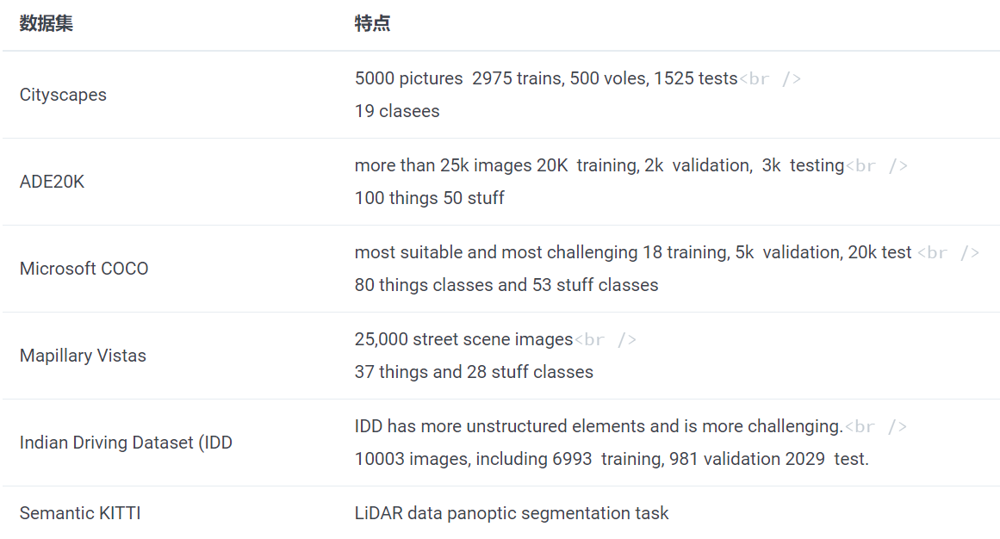 数据集 特点
Cityscapes
5000 pictures  2975 trains, 500 voles, 1525 tests<br />
19 clasees
ADE20K
more than 25k images 20K  training, 2k  validation,  3k  testing<br />
100 things 50 stuff
Microsoft COCO
most suitable and most challenging 18 training, 5k  validation, 20k test <br />
80 things classes and 53 stuff classes
Mapillary Vistas
25,000 street scene images<br />
37 things and 28 stuff classes
Indian Driving Dataset (IDD
IDD has more unstructured elements and is more challenging.<br />
10003 images, including 6993  training, 981 validation 2029  test.
Semantic KITTI
LiDAR data panoptic segmentation task